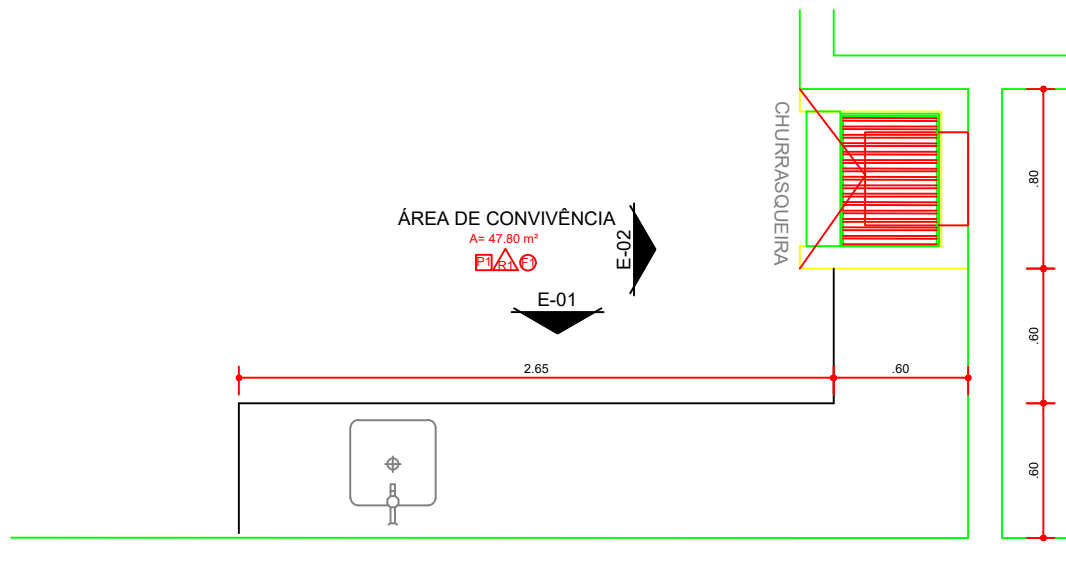 CHURRASQUEIRA
.80
ÁREA DE CONVIVÊNCIA
A= 47.80 m²
P1
R1
F1
E-02
E-01
.60
2.65
.60
.60